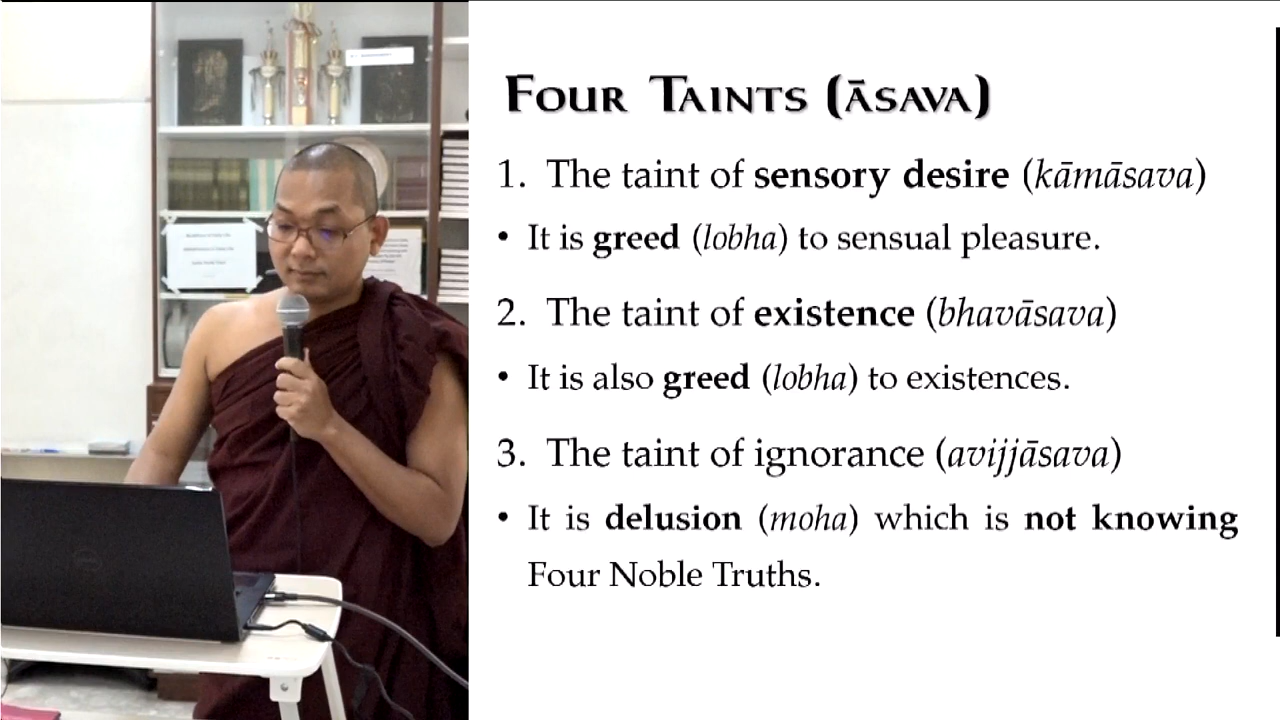 Four Taints (āsava)
1. The taint of sensory desire (kāmāsava)
• It is greed (lobha) to sensual pleasure.
2. The taint of existence (bhavāsava)
• It is also greed (lobha) to existences.
3. The taint of ignorance (avijjāsava)
• It is delusion (moha) which is not knowing
Four Noble Truths.